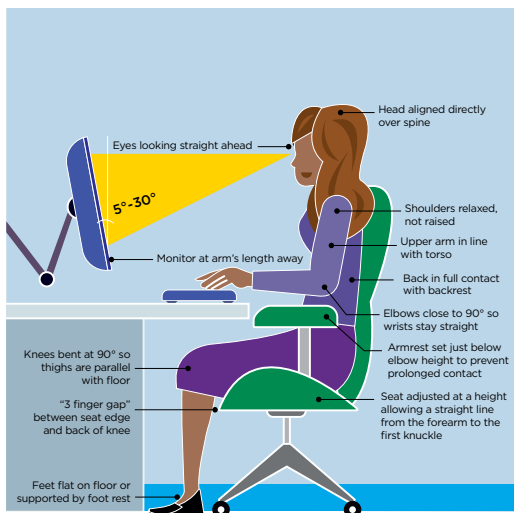 Head aligned directly
over spine
Eyes looking straight ahead
5°-30°
Shoulders relaxed,
not raised
Upper arm in line
with torso
Monitor at arm's length away
Back in full contact
with backrest
Elbows close to 90° so
wrists stay straight
Armrest set just below
elbow height to prevent
prolonged contact
Knees bent at 90° so
thighs are parallel
with floor
Seat adjusted at a height
allowing a straight line
from the forearm to the
first knuckle
“3 finger gap”
between seat edge
and back of knee
Feet flat on floor or
supported by foot rest